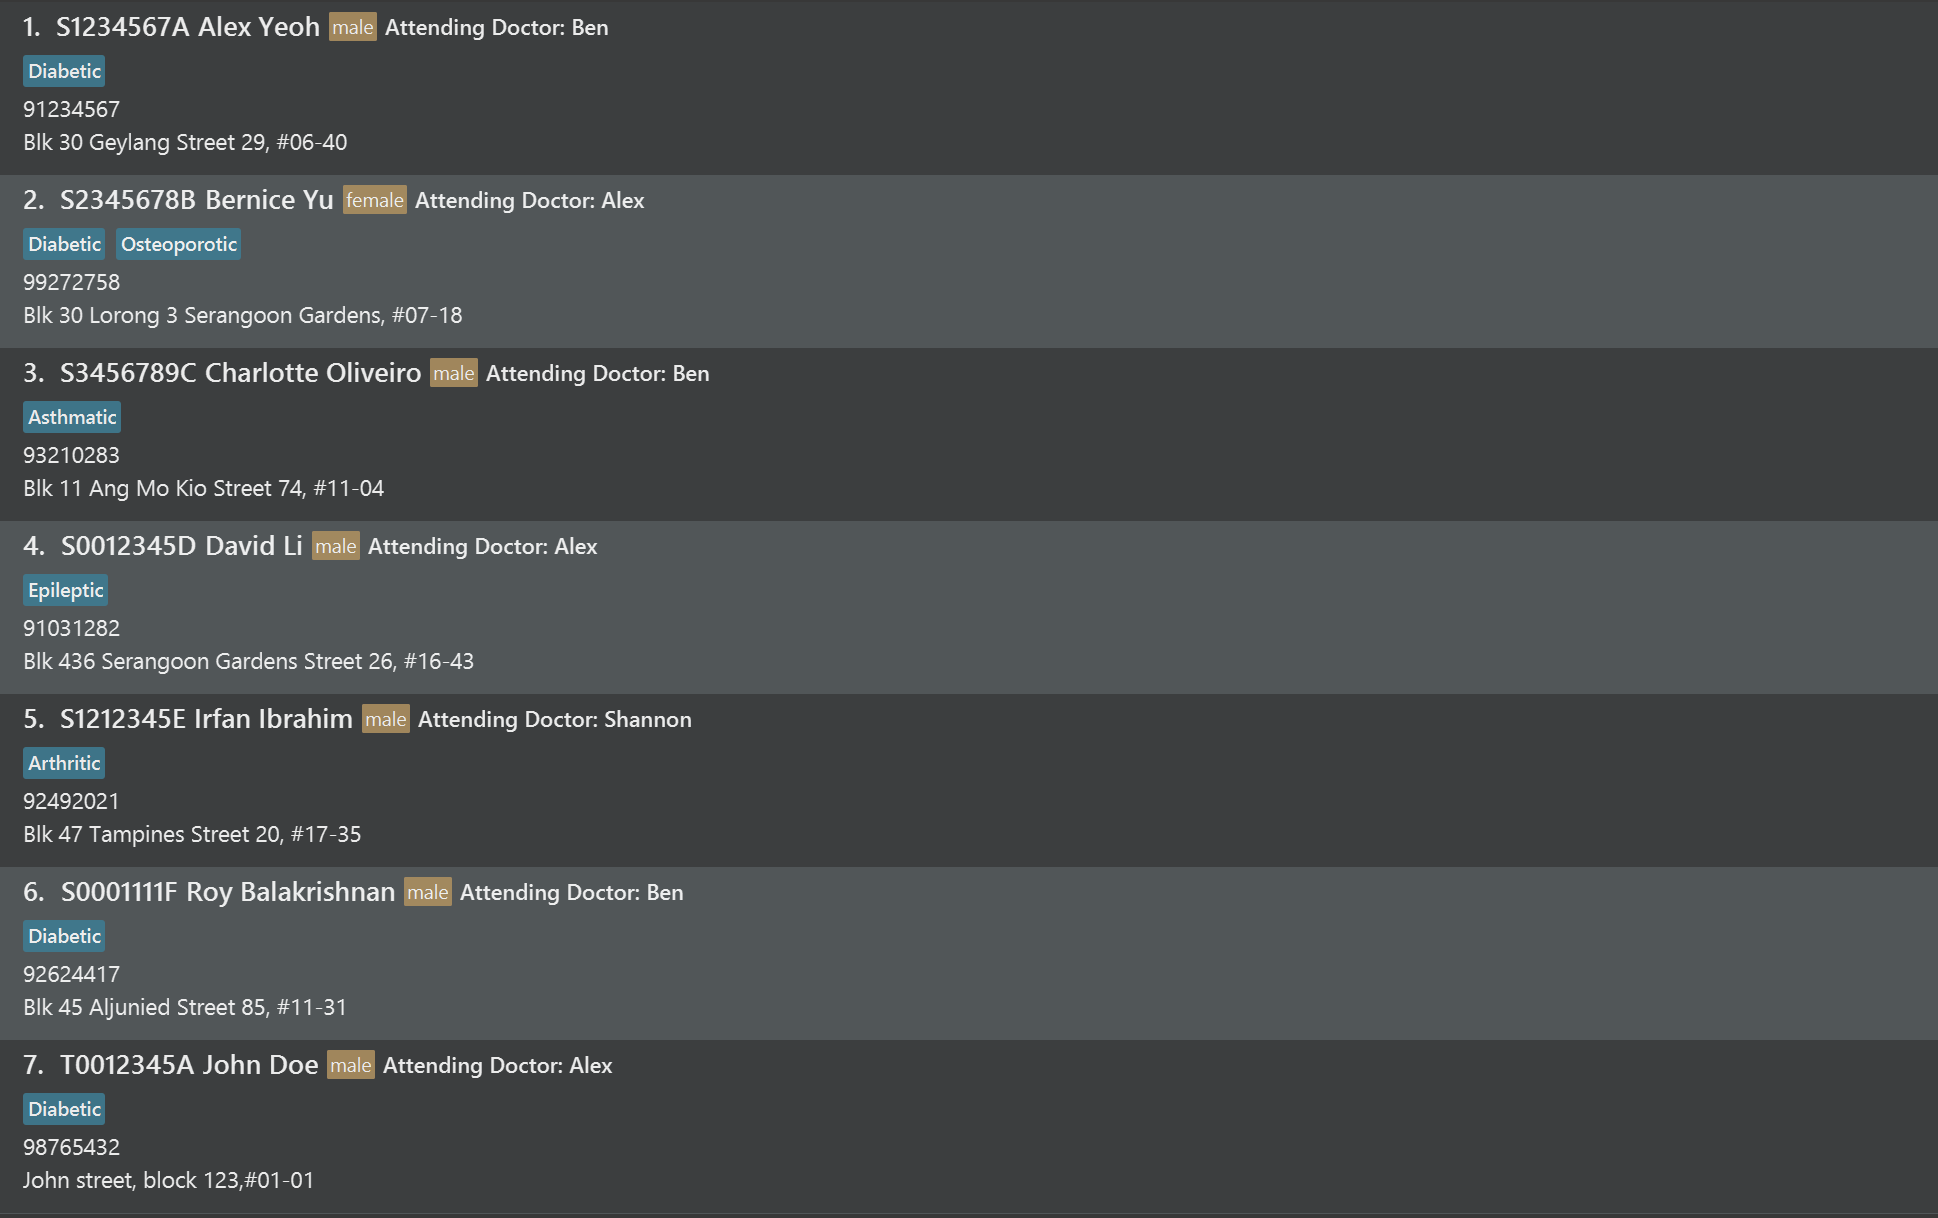 1. S1234567A Alex Yeoh male Attending Doctor: Ben
Diabetic
91234567
Blk 30 Geylang Street 29, #06-40
2. S2345678B Bernice Yu female Attending Doctor: Alex
Diabetic Osteoporotic
99272758
Blk 30 Lorong 3 Serangoon Gardens, #07-18
3. S3456789C Charlotte Oliveiro male Attending Doctor: Ben
Asthmatic
93210283
Blk 11 Ang Mo Kio Street 74, #11-04
4. S0012345D David Li male Attending Doctor: Alex
Epileptic
91031282
Blk 436 Serangoon Gardens Street 26, #16-43
5. S1212345E Irfan Ibrahim male Attending Doctor: Shannon
Arthritic
92492021
Blk 47 Tampines Street 20, #17-35
6. S0001111F Roy Balakrishnan male Attending Doctor: Ben
Diabetic
92624417
Blk 45 Aljunied Street 85, #11-31
7. T0012345A John Doe male Attending Doctor: Alex
Diabetic
98765432
John street, block 123,#01-01